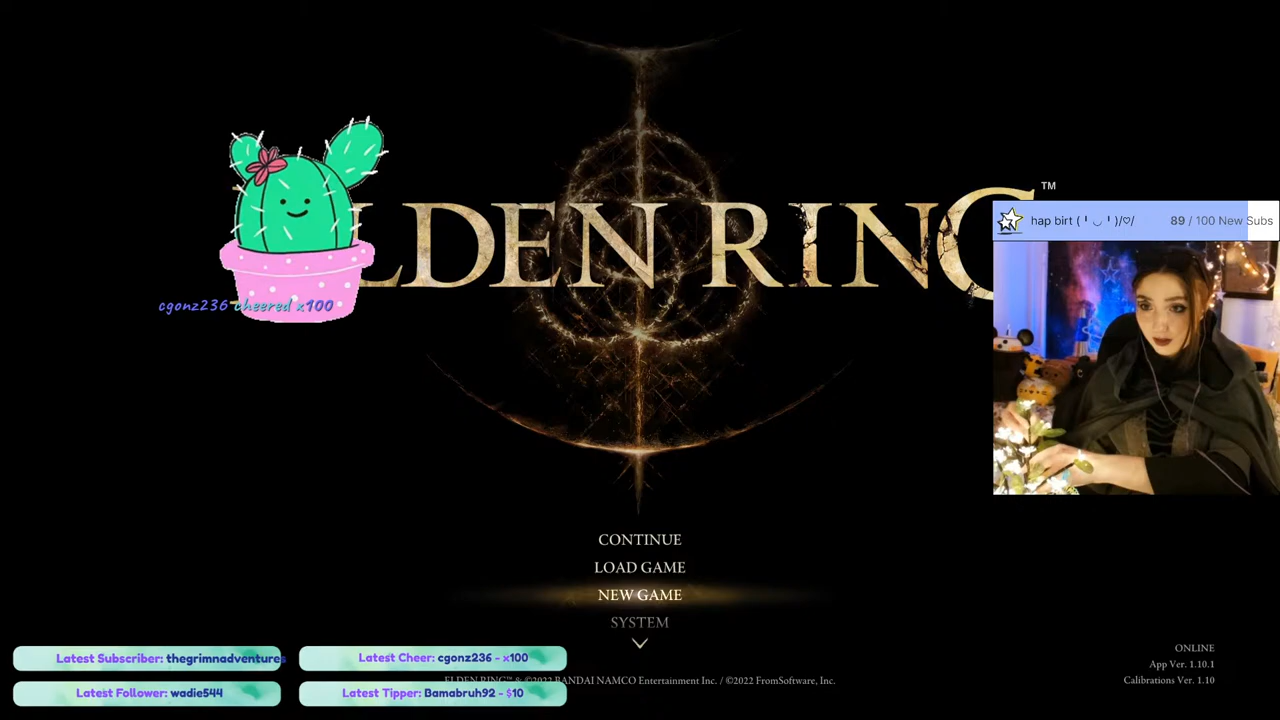 ELDEN RING™
hap birt ( ╹ ◡ ╹ )/♡/ 89 / 100 New Subs
cgonz236 cheered x100
CONTINUE
LOAD GAME
NEW GAME
SYSTEM
Latest Subscriber: thegrimnadventures
Latest Cheer: cgonz236 - x100
Latest Follower: wadie544
Latest Tipper: Bamabruh92 - $10
ELDEN RING™ & ©2022 BANDAI NAMCO Entertainment Inc. / ©2022 FromSoftware, Inc.
ONLINE
App Ver. 1.10.1
Calibrations Ver. 1.10